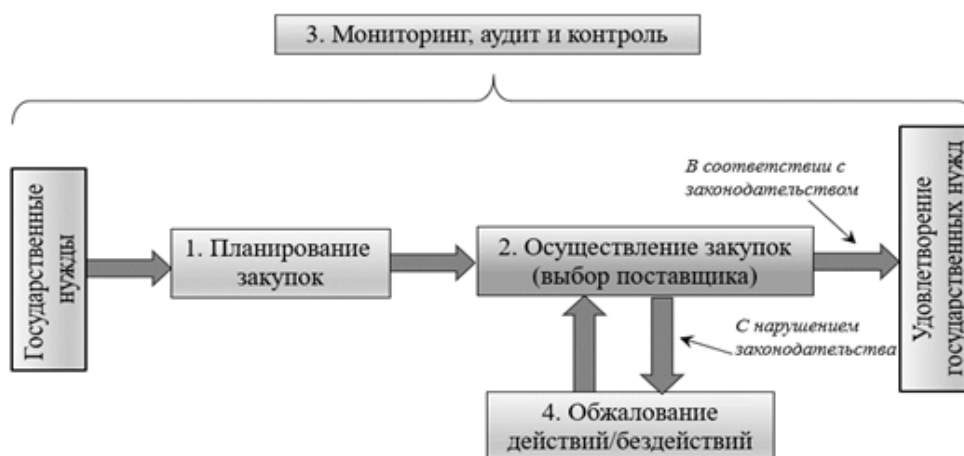 3. Мониторинг, аудит и контроль
Государственные
нужды
1. Планирование
закупок
2. Осуществление закупок
(выбор поставщика)
В соответствии с
законодательством
Удовлетворение
государственных нужд
С нарушением
законодательства
4. Обжалование
действий/бездействий